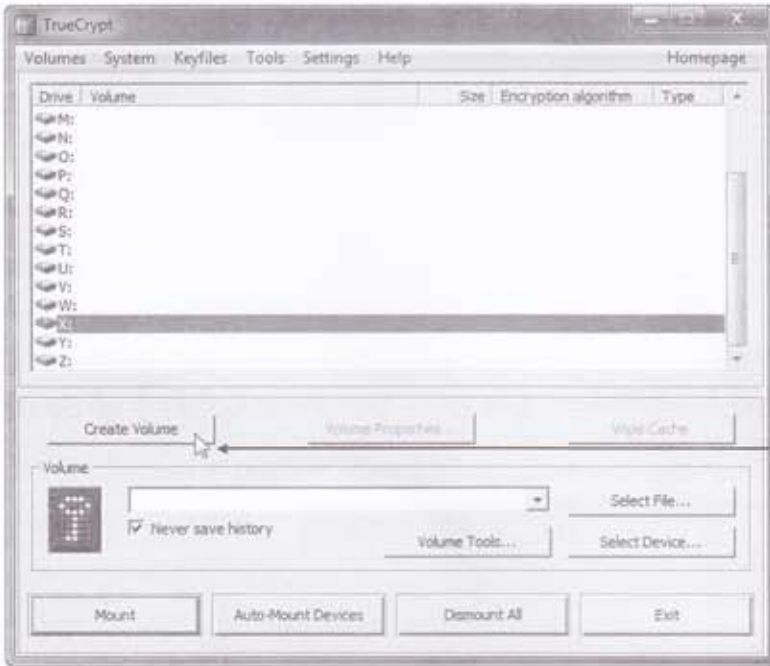 TrueCrypt
Volumes System Keyfiles Tools Settings Help Homepage
Drive Volume Size Encryption algorithm Type
M:
N:
O:
P:
Q:
R:
S:
T:
U:
V:
W:
X:
Y:
Z:
Create Volume Volume Properties... Wipe Cache
Volume
Never save history
Select File...
Volume Tools... Select Device...
Mount Auto-Mount Devices Dismount All Exit